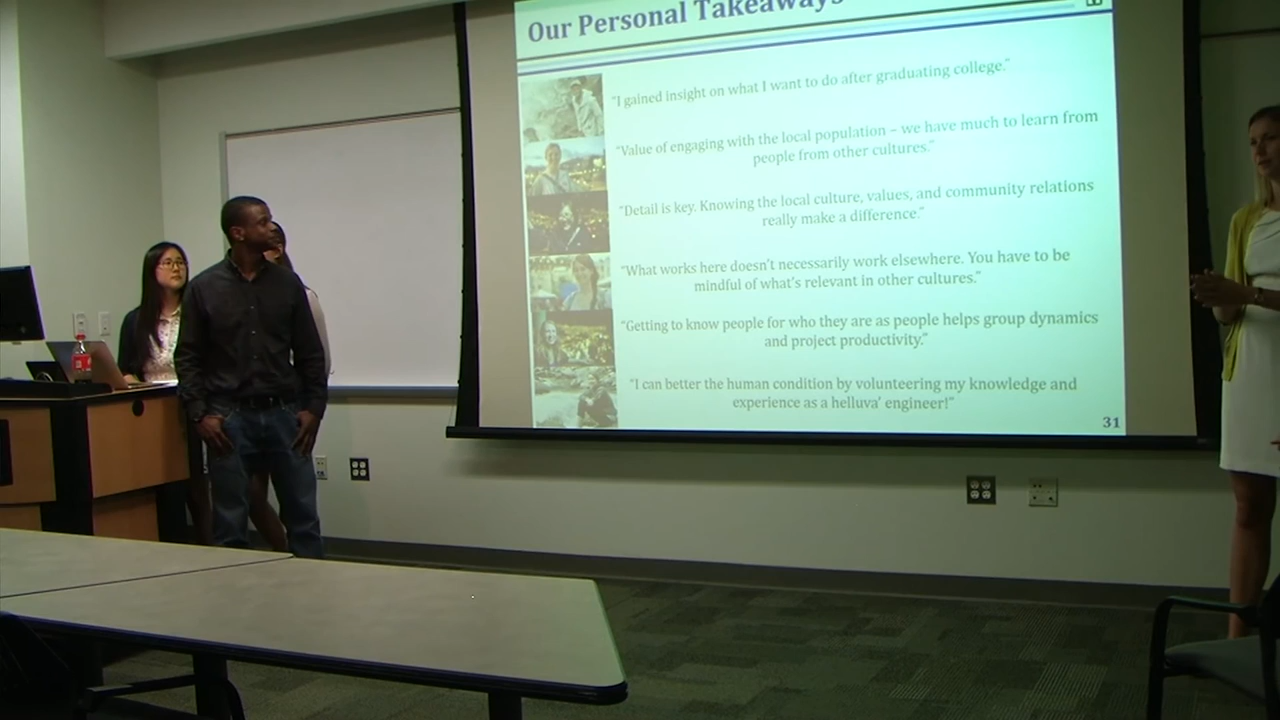 Our Personal Takeaways
"I gained insight on what I want to do after graduating college."
"Value of engaging with the local population – we have much to learn from
people from other cultures."
"Detail is key. Knowing the local culture, values, and community relations
really make a difference."
"What works here doesn't necessarily work elsewhere. You have to be
mindful of what's relevant in other cultures."
"Getting to know people for who they are as people helps group dynamics
and project productivity."
"I can better the human condition by volunteering my knowledge and
experience as a helluva' engineer!"
31